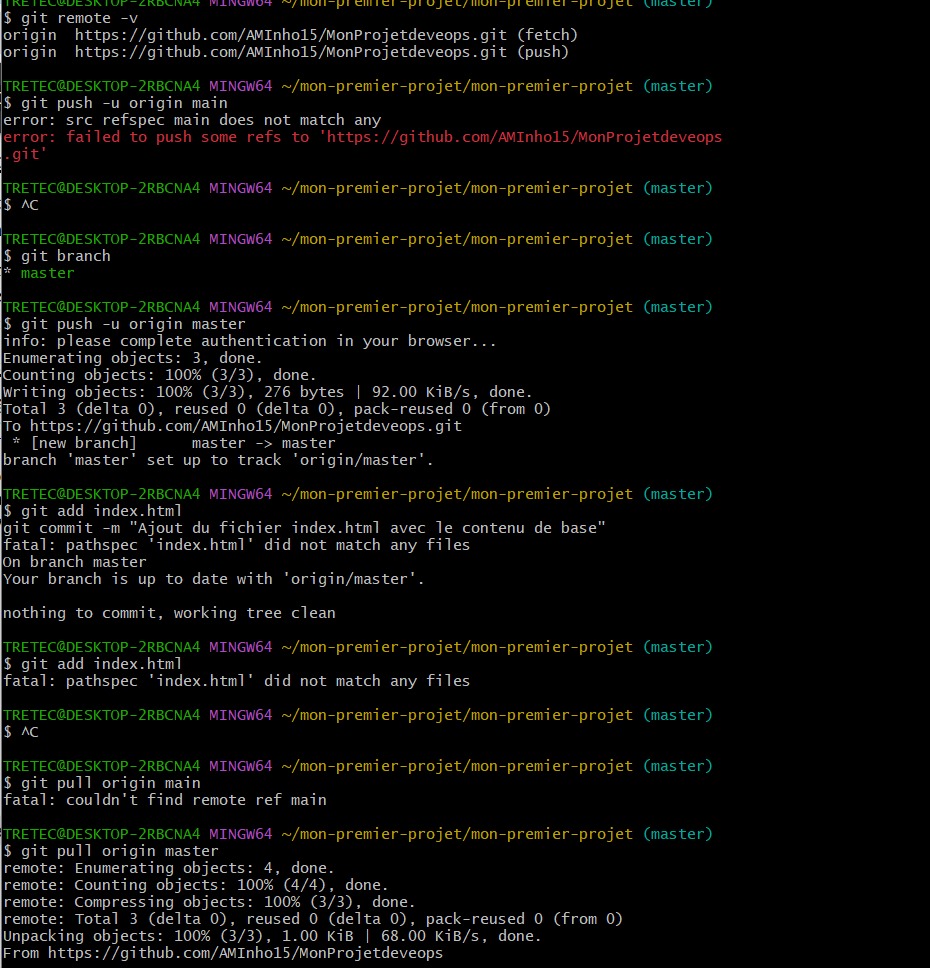 TRETEC@DESKTOP-2RBCNA4 MINGW64 ~/mon-premier-projet/mon-premier-projet (master)
$ git remote -v
origin  https://github.com/AMInho15/MonProjetdeveops.git (fetch)
origin  https://github.com/AMInho15/MonProjetdeveops.git (push)

TRETEC@DESKTOP-2RBCNA4 MINGW64 ~/mon-premier-projet/mon-premier-projet (master)
$ git push -u origin main
error: src refspec main does not match any
error: failed to push some refs to 'https://github.com/AMInho15/MonProjetdeveops
.git'

TRETEC@DESKTOP-2RBCNA4 MINGW64 ~/mon-premier-projet/mon-premier-projet (master)
$ ^C

TRETEC@DESKTOP-2RBCNA4 MINGW64 ~/mon-premier-projet/mon-premier-projet (master)
$ git branch
* master

TRETEC@DESKTOP-2RBCNA4 MINGW64 ~/mon-premier-projet/mon-premier-projet (master)
$ git push -u origin master
info: please complete authentication in your browser...
Enumerating objects: 3, done.
Counting objects: 100% (3/3), done.
Writing objects: 100% (3/3), 276 bytes | 92.00 KiB/s, done.
Total 3 (delta 0), reused 0 (delta 0), pack-reused 0 (from 0)
To https://github.com/AMInho15/MonProjetdeveops.git
 * [new branch]      master -> master
branch 'master' set up to track 'origin/master'.

TRETEC@DESKTOP-2RBCNA4 MINGW64 ~/mon-premier-projet/mon-premier-projet (master)
$ git add index.html
git commit -m "Ajout du fichier index.html avec le contenu de base"
fatal: pathspec 'index.html' did not match any files
On branch master
Your branch is up to date with 'origin/master'.

nothing to commit, working tree clean

TRETEC@DESKTOP-2RBCNA4 MINGW64 ~/mon-premier-projet/mon-premier-projet (master)
$ git add index.html
fatal: pathspec 'index.html' did not match any files

TRETEC@DESKTOP-2RBCNA4 MINGW64 ~/mon-premier-projet/mon-premier-projet (master)
$ ^C

TRETEC@DESKTOP-2RBCNA4 MINGW64 ~/mon-premier-projet/mon-premier-projet (master)
$ git pull origin main
fatal: couldn't find remote ref main

TRETEC@DESKTOP-2RBCNA4 MINGW64 ~/mon-premier-projet/mon-premier-projet (master)
$ git pull origin master
remote: Enumerating objects: 4, done.
remote: Counting objects: 100% (4/4), done.
remote: Compressing objects: 100% (3/3), done.
remote: Total 3 (delta 0), reused 0 (delta 0), pack-reused 0 (from 0)
Unpacking objects: 100% (3/3), 1.00 KiB | 68.00 KiB/s, done.
From https://github.com/AMInho15/MonProjetdeveops